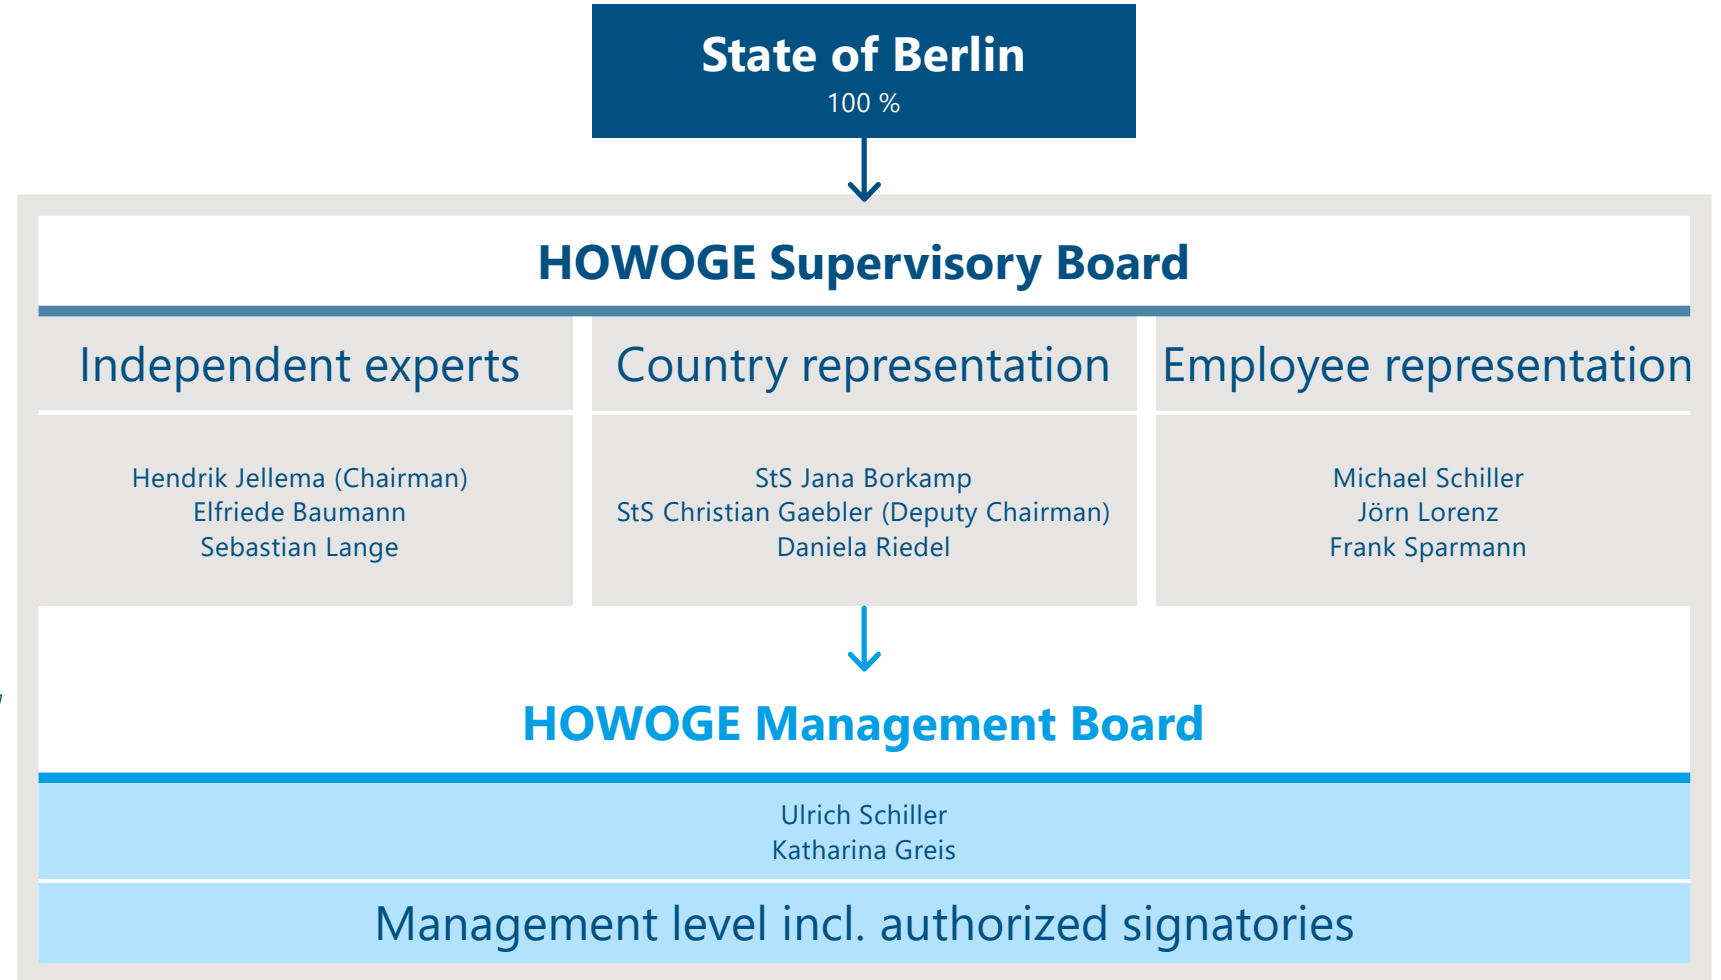 State of Berlin
100 %
HOWOGE Supervisory Board
Independent experts
Hendrik Jellema (Chairman)
Elfriede Baumann
Sebastian Lange
Country representation
StS Jana Borkamp
StS Christian Gaebler (Deputy Chairman)
Daniela Riedel
Employee representation
Michael Schiller
Jörn Lorenz
Frank Sparmann
HOWOGE Management Board
Ulrich Schiller
Katharina Greis
Management level incl. authorized signatories